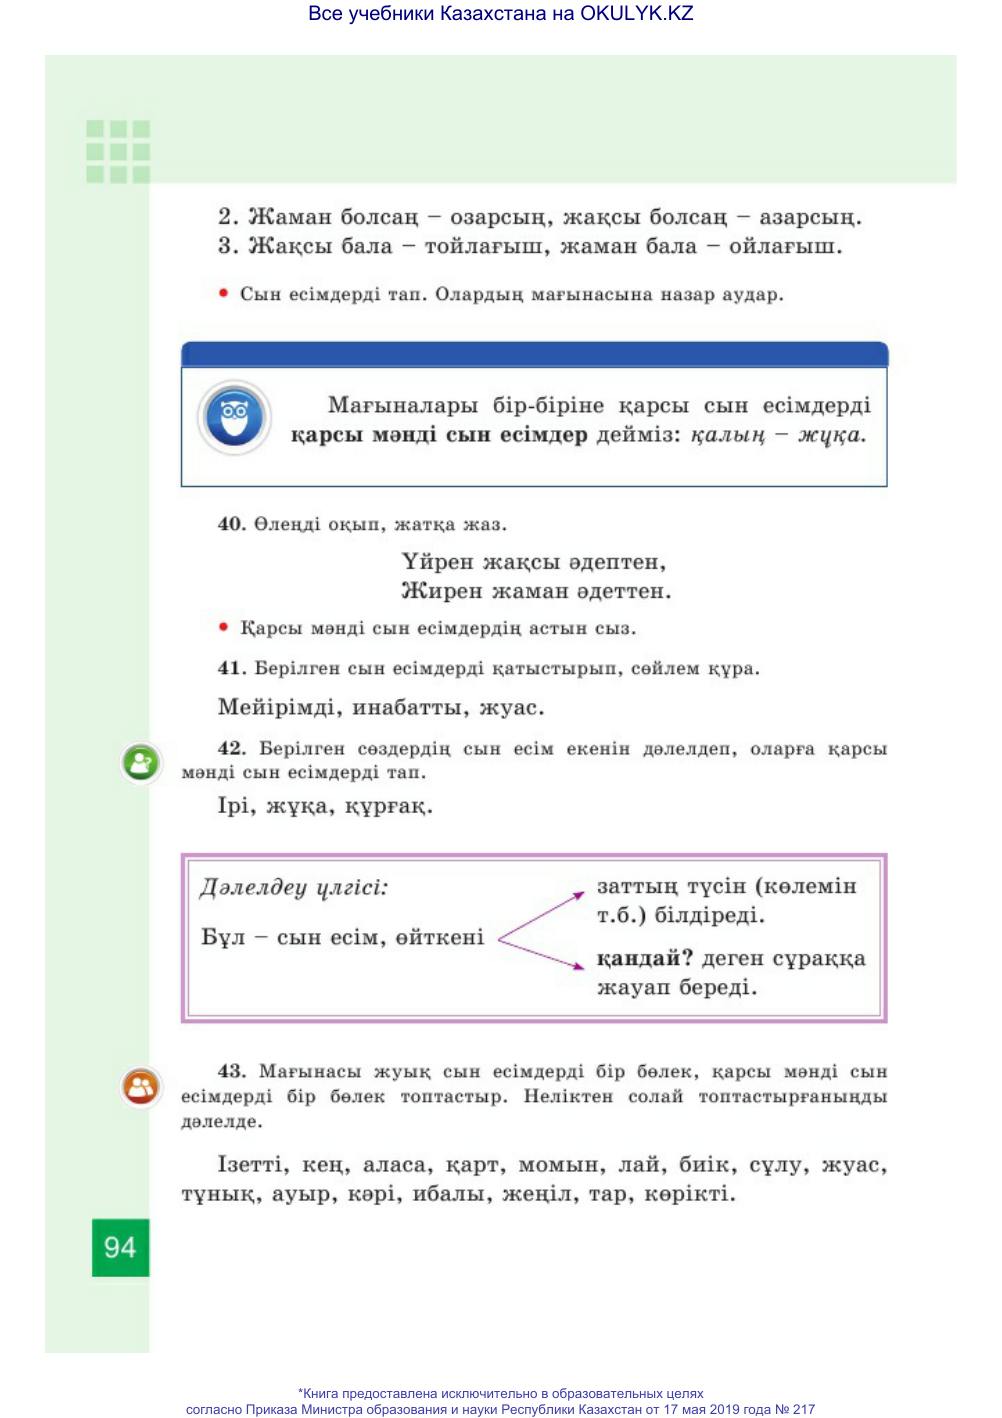 Все учебники Казахстана на OKULYK.KZ
2. Жаман болсаң – озарсың, жақсы болсаң – азарсың.
3. Жақсы бала – тойлағыш, жаман бала – ойлағыш.
• Сын есімдерді тап. Олардың мағынасына назар аудар.
Мағыналары бір-біріне қарсы сын есімдерді
қарсы мәнді сын есімдер дейміз: қалың – жұқа.
40. Өлеңді оқып, жатқа жаз.
Үйрен жақсы әдептен,
Жирен жаман әдеттен.
• Қарсы мәнді сын есімдердің астын сыз.
41. Берілген сын есімдерді қатыстырып, сөйлем құра.
Мейірімді, инабатты, жуас.
42. Берілген сөздердің сын есім екенін дәлелдеп, оларға қарсы
мәнді сын есімдерді тап.
Ірі, жұқа, құрғақ.
Дәлелдеу үлгісі:
Бұл – сын есім, өйткені
заттың түсін (көлемін
т.б.) білдіреді.
қандай? деген сұраққа
жауап береді.
43. Мағынасы жуық сын есімдерді бір бөлек, қарсы мәнді сын
есімдерді бір бөлек топтастыр. Неліктен солай топтастырғаныңды
дәлелде.
Ізетті, кең, аласа, қарт, момын, лай, биік, сұлу, жуас,
тұнық, ауыр, кәрі, ибалы, жеңіл, тар, көрікті.
94
*Книга предоставлена исключительно в образовательных целях
согласно Приказа Министра образования и науки Республики Казахстан от 17 мая 2019 года № 217